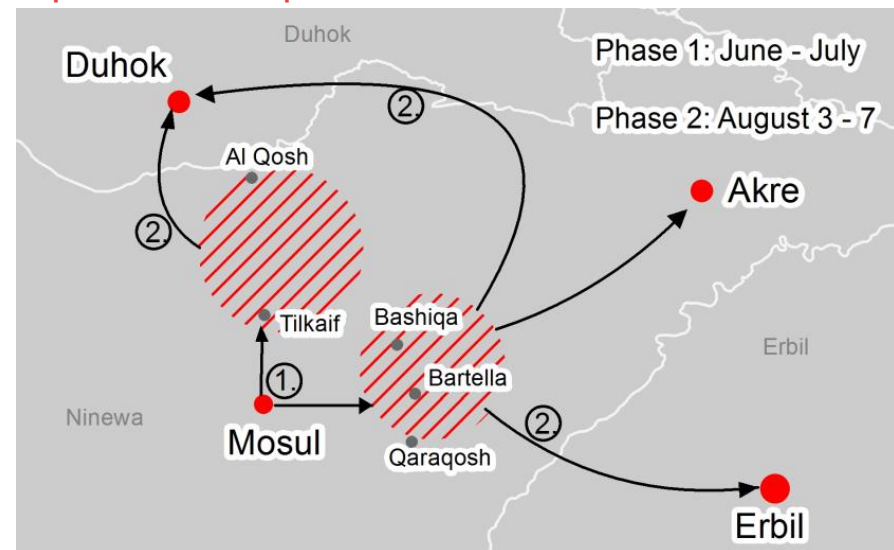 Duhok
Phase 1: June - July
Duhok
2.
Phase 2: August 3 - 7
Al Qosh
Akre
2.
Tilkaif
Bashiqa
Erbil
1.
Bartella
Ninewa
2.
Mosul
Qaraqosh
Erbil